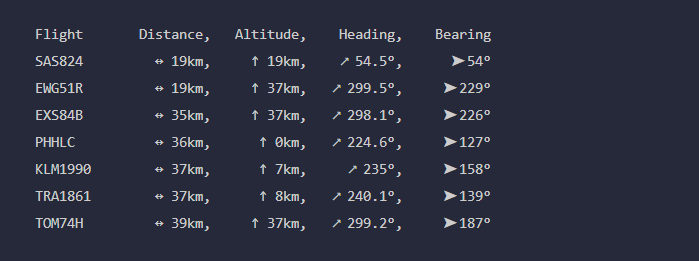 Flight Distance, Altitude, Heading, Bearing
SAS824 ↔ 19km, ↑ 19km, ↗ 54.5°, ➤54°
EWG51R ↔ 19km, ↑ 37km, ↗ 299.5°, ➤229°
EXS84B ↔ 35km, ↑ 37km, ↗ 298.1°, ➤226°
PHHLC ↔ 36km, ↑ 0km, ↗ 224.6°, ➤127°
KLM1990 ↔ 37km, ↑ 7km, ↗ 235°, ➤158°
TRA1861 ↔ 37km, ↑ 8km, ↗ 240.1°, ➤139°
TOM74H ↔ 39km, ↑ 37km, ↗ 299.2°, ➤187°